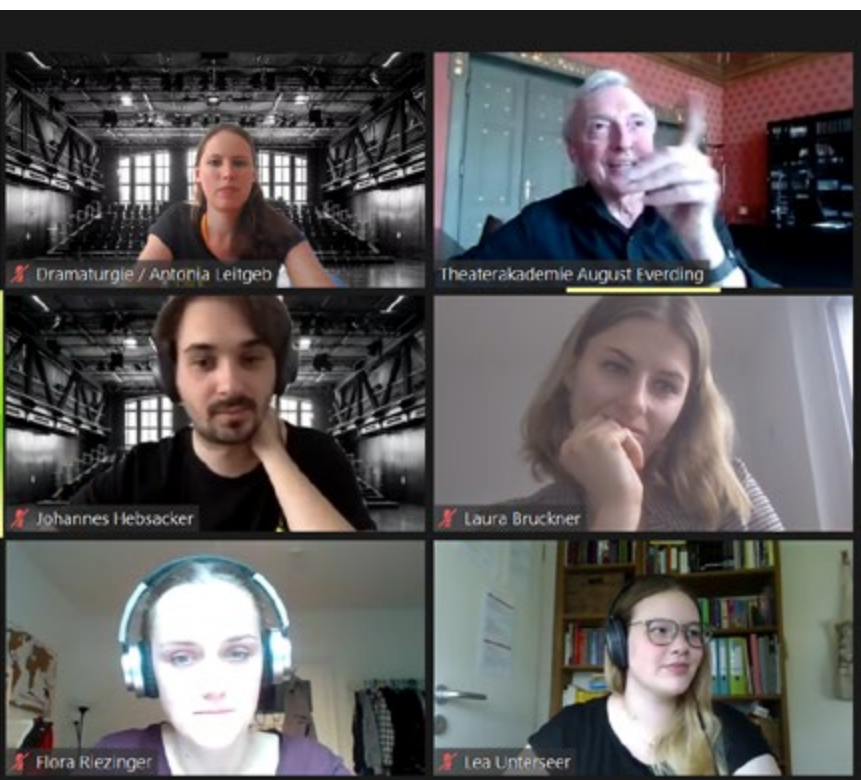 Dramaturgie / Antonia Leitgeb
Theaterakademie August Everding
Johannes Hebsacker
Laura Bruckner
Flora Riezinger
Lea Unterseer